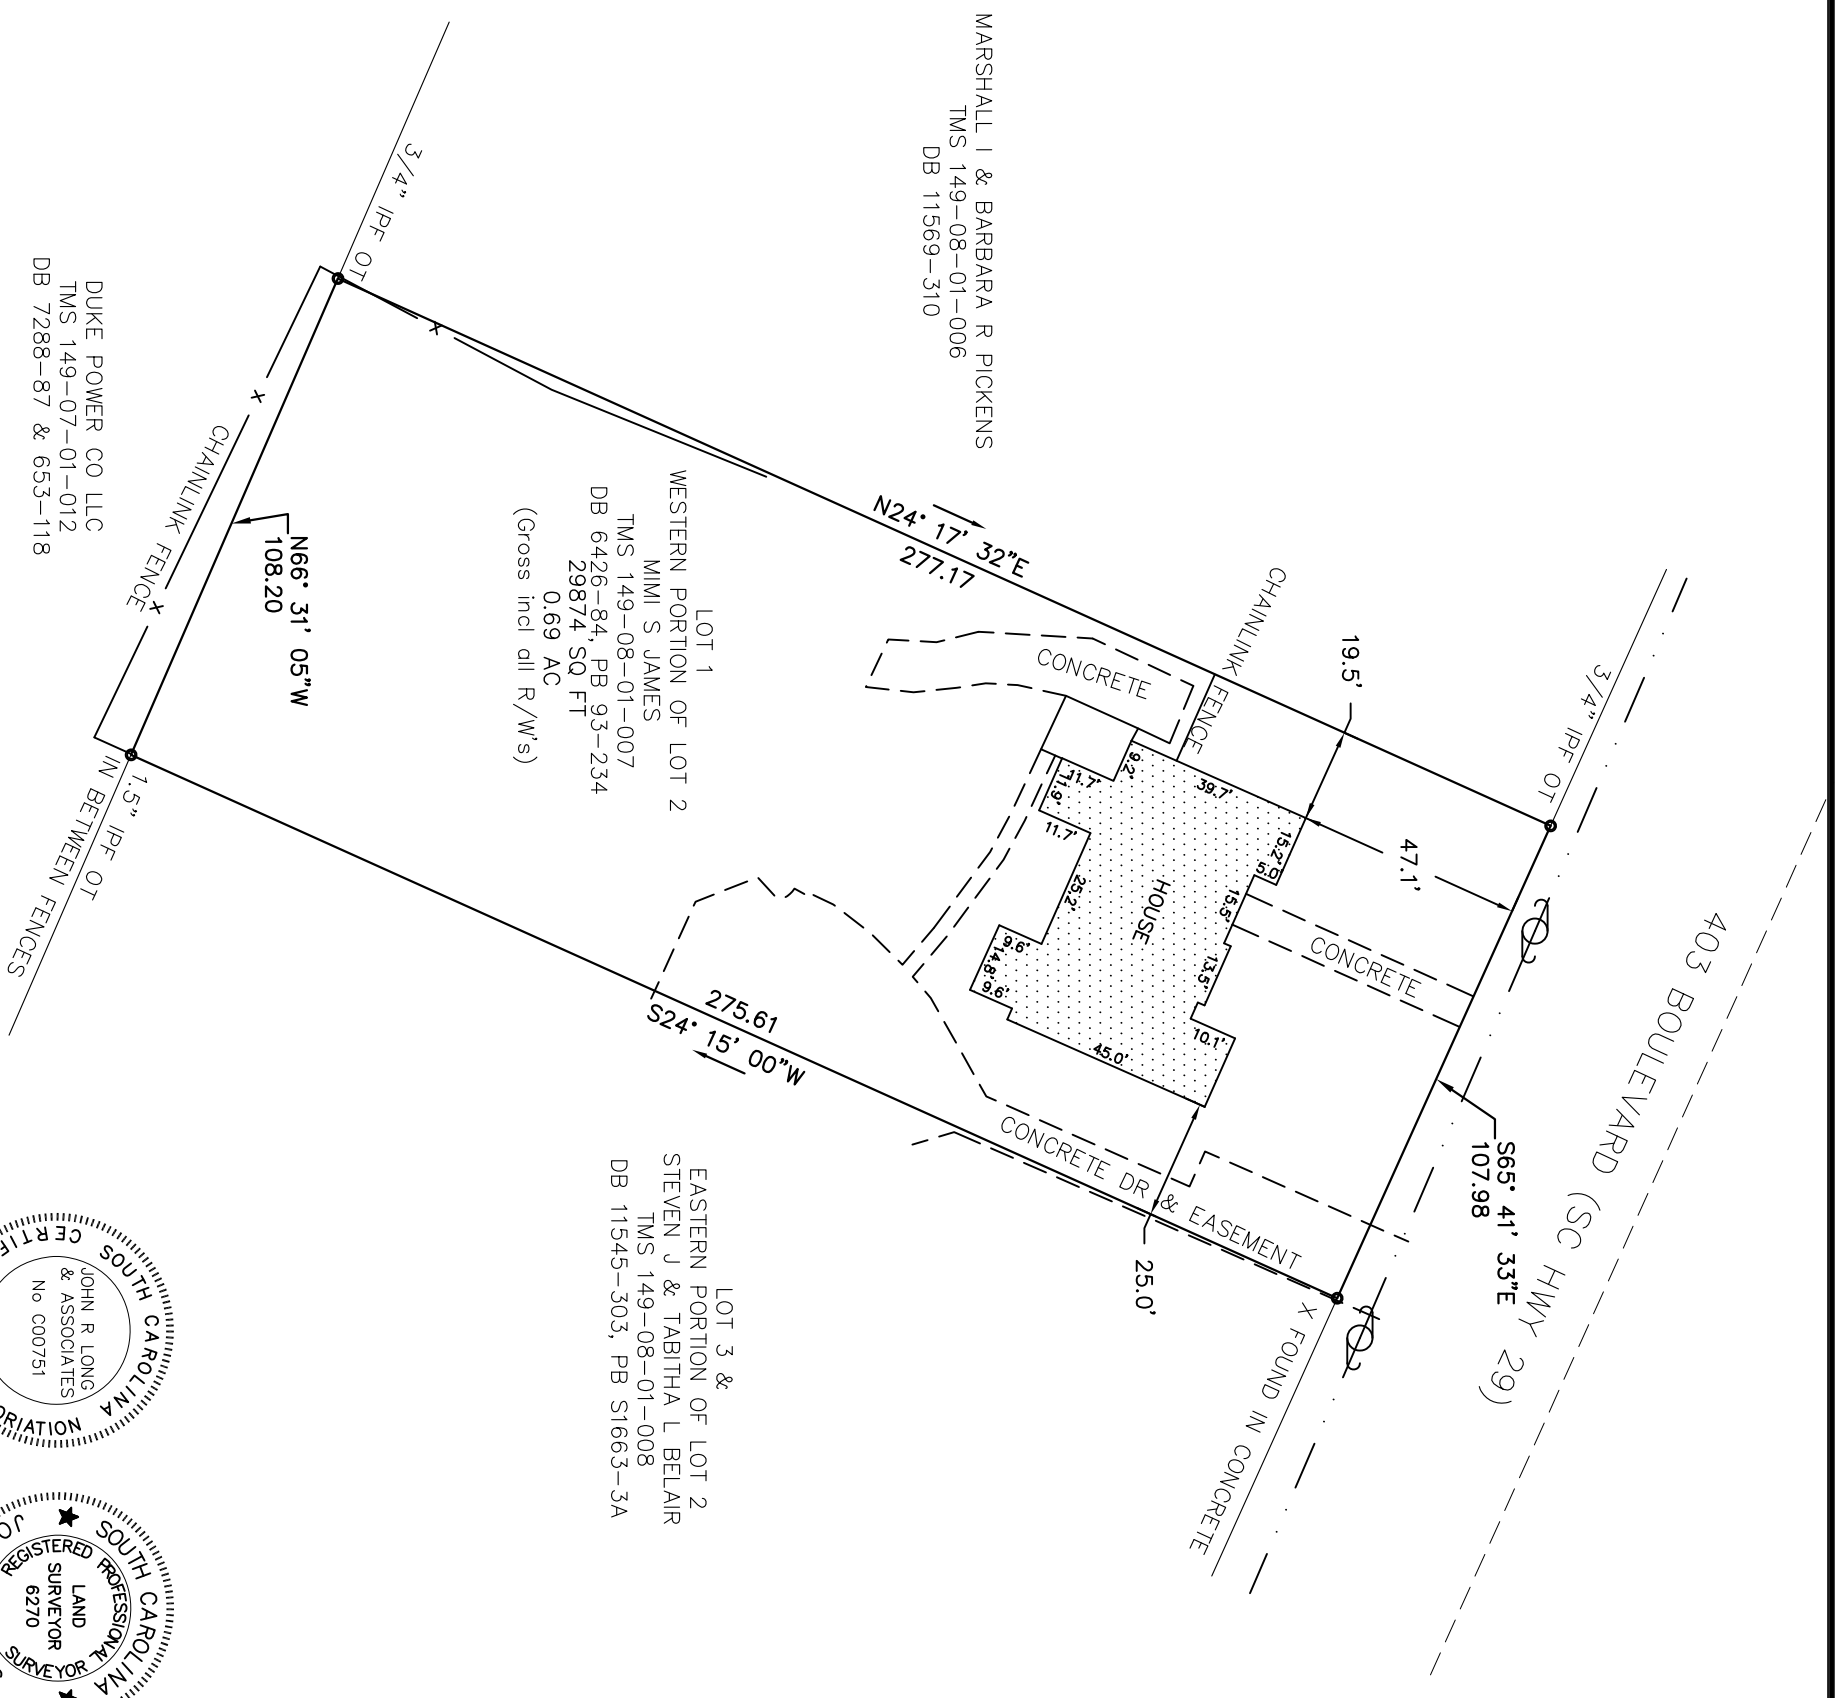 MARSHALL I & BARBARA R PICKENS
TMS 149-08-01-006
DB 11569-310
3/4" IPF OT
N24° 17' 32"E
277.17
CHAINLINK FENCE
19.5'
3/4" IPF OT
47.1'
403 BOULEVARD (SC HWY 29)
S65° 41' 33"E
107.98
CONCRETE
CONCRETE
HOUSE
39.7'
15.2'
5.0'
15.5'
13.5'
10.1'
45.0'
9.6'
14.8'
9.6'
25.2'
11.7'
11.9'
11.7'
9.2'
CONCRETE DR & EASEMENT
25.0'
X FOUND IN CONCRETE
LOT 1
WESTERN PORTION OF LOT 2
MIMI S JAMES
TMS 149-08-01-007
DB 6426-84, PB 93-234
29874 SQ FT
0.69 AC
(Gross incl all R/W's)
275.61
S24° 15' 00"W
LOT 3 &
EASTERN PORTION OF LOT 2
STEVEN J & TABITHA L BELAIR
TMS 149-08-01-008
DB 11545-303, PB S1663-3A
N66° 31' 05"W
108.20
CHAINLINK FENCE
1.5" IPF OT
IN BETWEEN FENCES
DUKE POWER CO LLC
TMS 149-07-01-012
DB 7288-87 & 653-118
SOUTH CAROLINA
JOHN R LONG
& ASSOCIATES
No C00751
SOUTH CAROLINA
REGISTERED PROFESSIONAL
LAND
SURVEYOR
6270
SURVEYOR